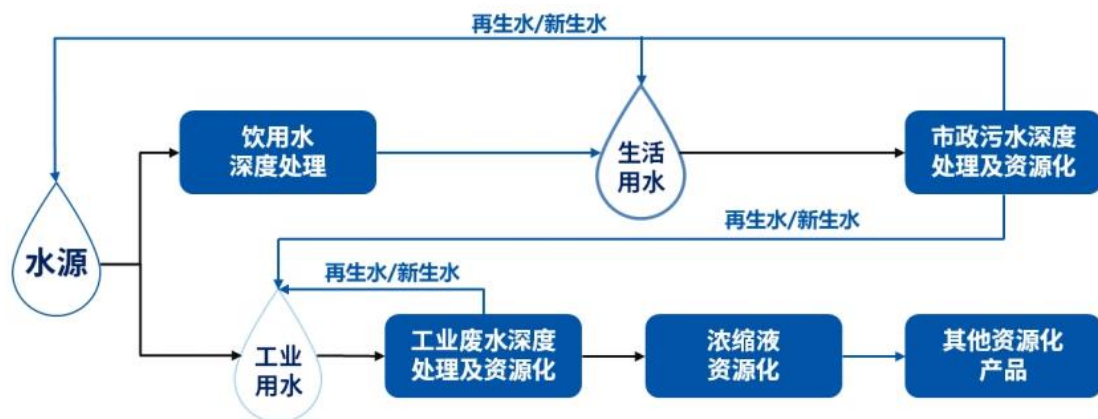 再生水/新生水
饮用水
深度处理
生活
用水
市政污水深度
处理及资源化
水源
再生水/新生水
再生水/新生水
工业
用水
工业废水深度
处理及资源化
浓缩液
资源化
其他资源化
产品